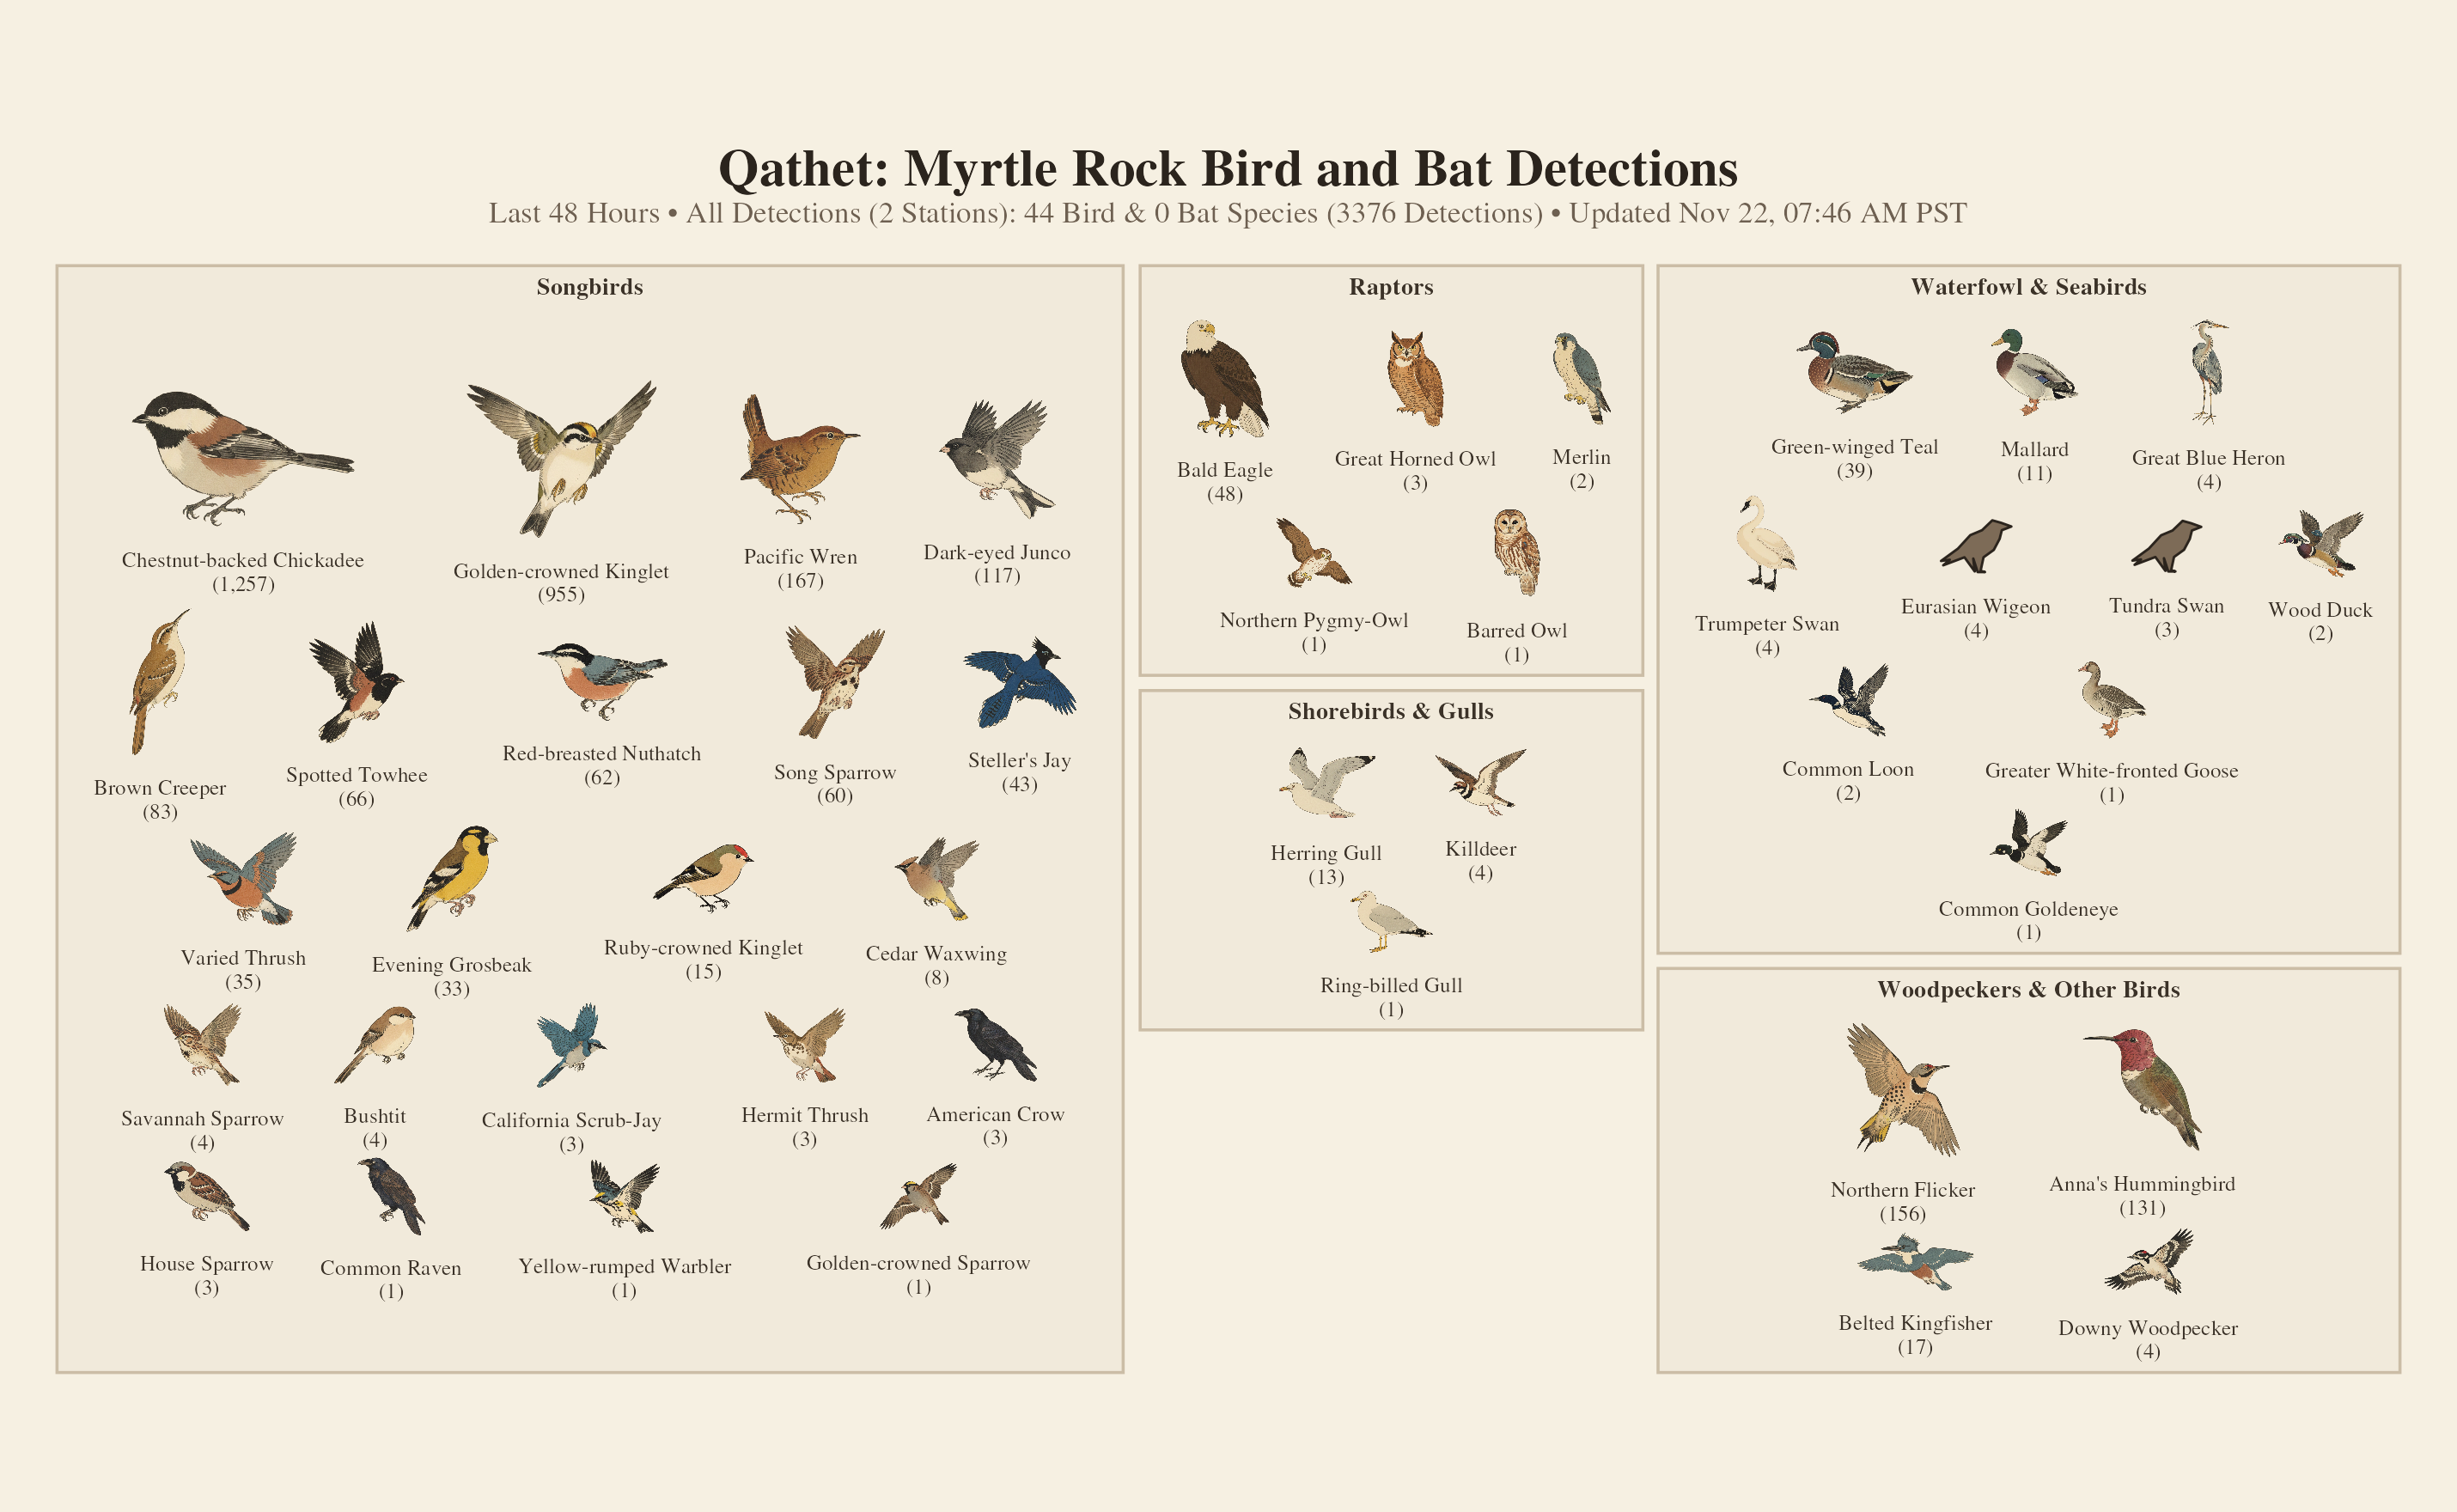 Qathet: Myrtle Rock Bird and Bat Detections
Last 48 Hours • All Detections (2 Stations): 44 Bird & 0 Bat Species (3376 Detections) • Updated Nov 22, 07:46 AM PST
Songbirds
Chestnut-backed Chickadee
(1,257)
Golden-crowned Kinglet
(955)
Pacific Wren
(167)
Dark-eyed Junco
(117)
Brown Creeper
(83)
Spotted Towhee
(66)
Red-breasted Nuthatch
(62)
Song Sparrow
(60)
Steller's Jay
(43)
Varied Thrush
(35)
Evening Grosbeak
(33)
Ruby-crowned Kinglet
(15)
Cedar Waxwing
(8)
Savannah Sparrow
(4)
Bushtit
(4)
California Scrub-Jay
(3)
Hermit Thrush
(3)
American Crow
(3)
House Sparrow
(3)
Common Raven
(1)
Yellow-rumped Warbler
(1)
Golden-crowned Sparrow
(1)
Raptors
Bald Eagle
(48)
Great Horned Owl
(3)
Merlin
(2)
Northern Pygmy-Owl
(1)
Barred Owl
(1)
Shorebirds & Gulls
Herring Gull
(13)
Killdeer
(4)
Ring-billed Gull
(1)
Waterfowl & Seabirds
Green-winged Teal
(39)
Mallard
(11)
Great Blue Heron
(4)
Trumpeter Swan
(4)
Eurasian Wigeon
(4)
Tundra Swan
(3)
Wood Duck
(2)
Common Loon
(2)
Greater White-fronted Goose
(1)
Common Goldeneye
(1)
Woodpeckers & Other Birds
Northern Flicker
(156)
Anna's Hummingbird
(131)
Belted Kingfisher
(17)
Downy Woodpecker
(4)